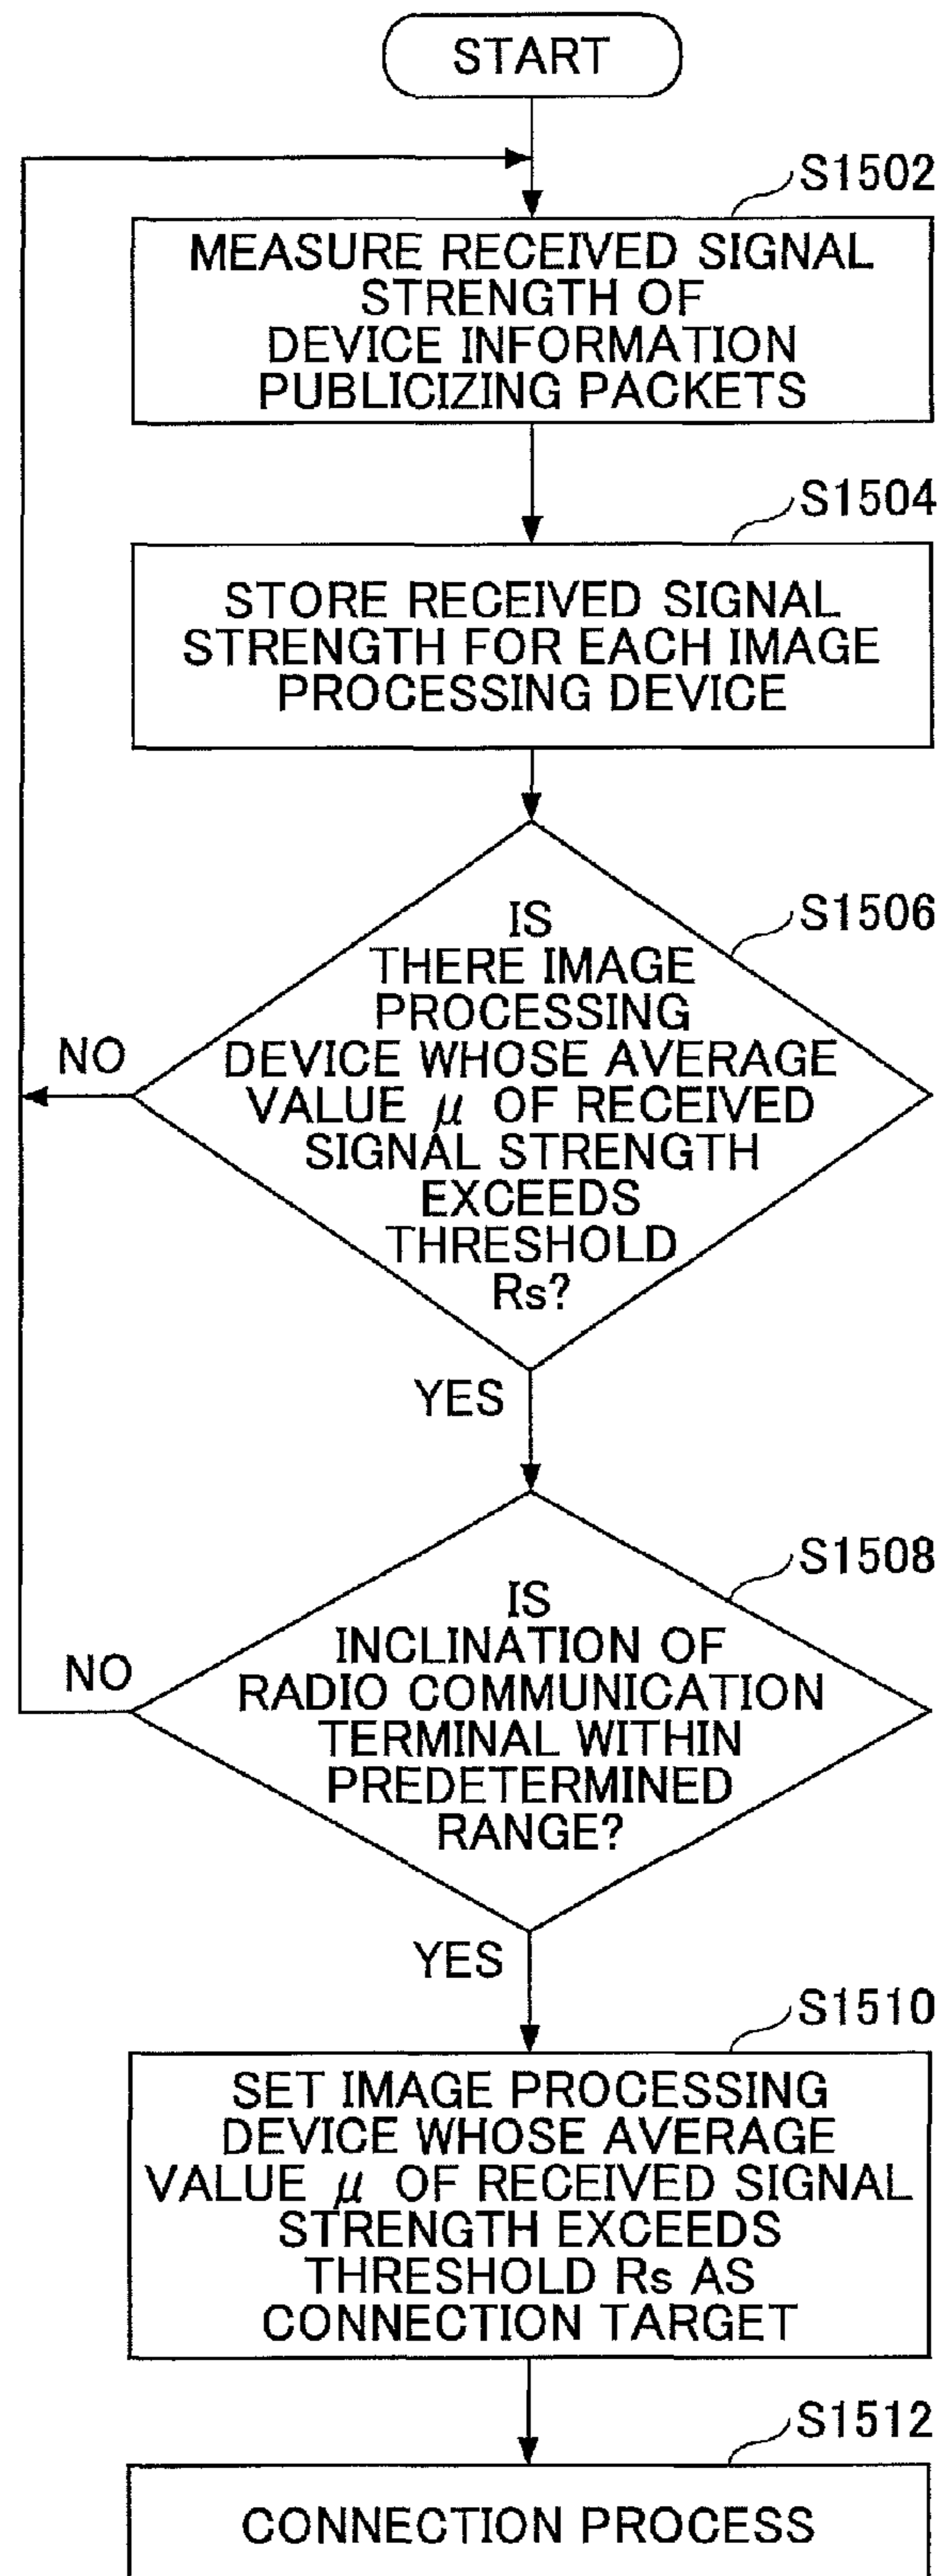 START
S1502
MEASURE RECEIVED SIGNAL
STRENGTH OF
DEVICE INFORMATION
PUBLICIZING PACKETS
S1504
STORE RECEIVED SIGNAL
STRENGTH FOR EACH IMAGE
PROCESSING DEVICE
S1506
IS
THERE IMAGE
PROCESSING
DEVICE WHOSE AVERAGE
VALUE μ OF RECEIVED
SIGNAL STRENGTH
EXCEEDS
THRESHOLD
Rs?
NO
YES
S1508
IS
INCLINATION OF
RADIO COMMUNICATION
TERMINAL WITHIN
PREDETERMINED
RANGE?
NO
YES
S1510
SET IMAGE PROCESSING
DEVICE WHOSE AVERAGE
VALUE μ OF RECEIVED SIGNAL
STRENGTH EXCEEDS
THRESHOLD Rs AS
CONNECTION TARGET
S1512
CONNECTION PROCESS